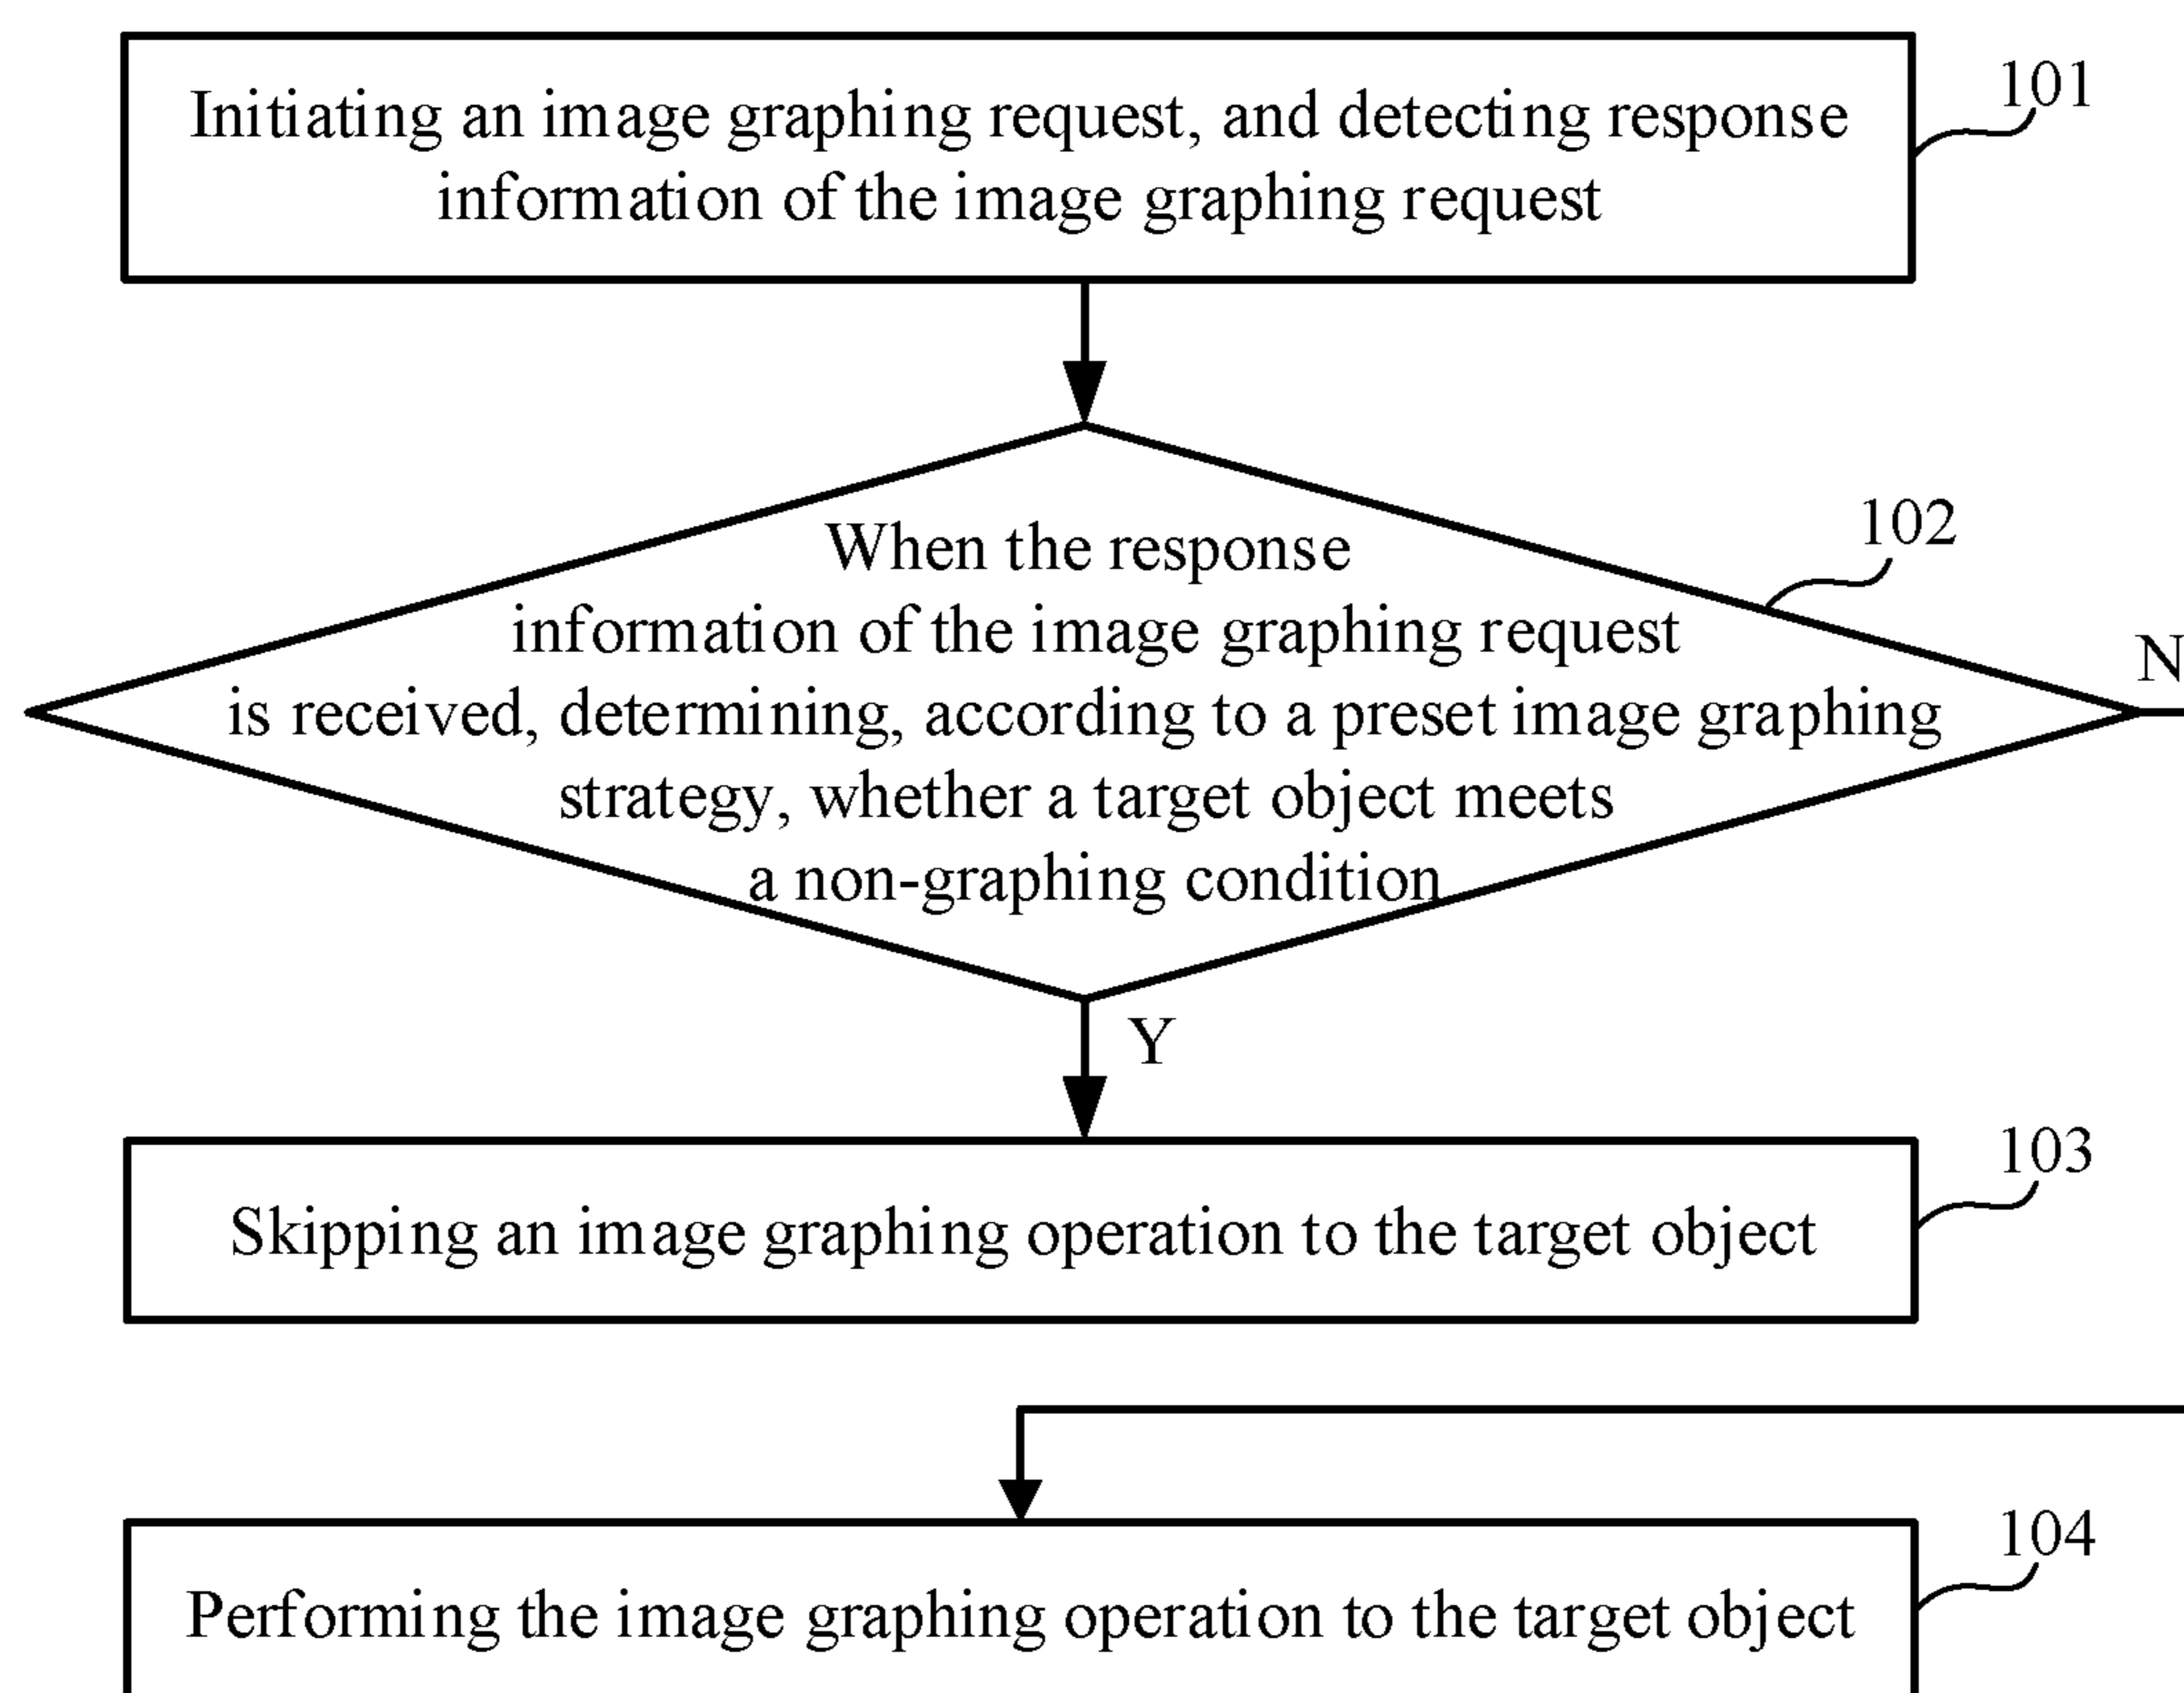 Initiating an image graphing request, and detecting response
information of the image graphing request
101
When the response
information of the image graphing request
is received, determining, according to a preset image graphing
strategy, whether a target object meets
a non-graphing condition
102
N
Y
Skipping an image graphing operation to the target object
103
Performing the image graphing operation to the target object
104